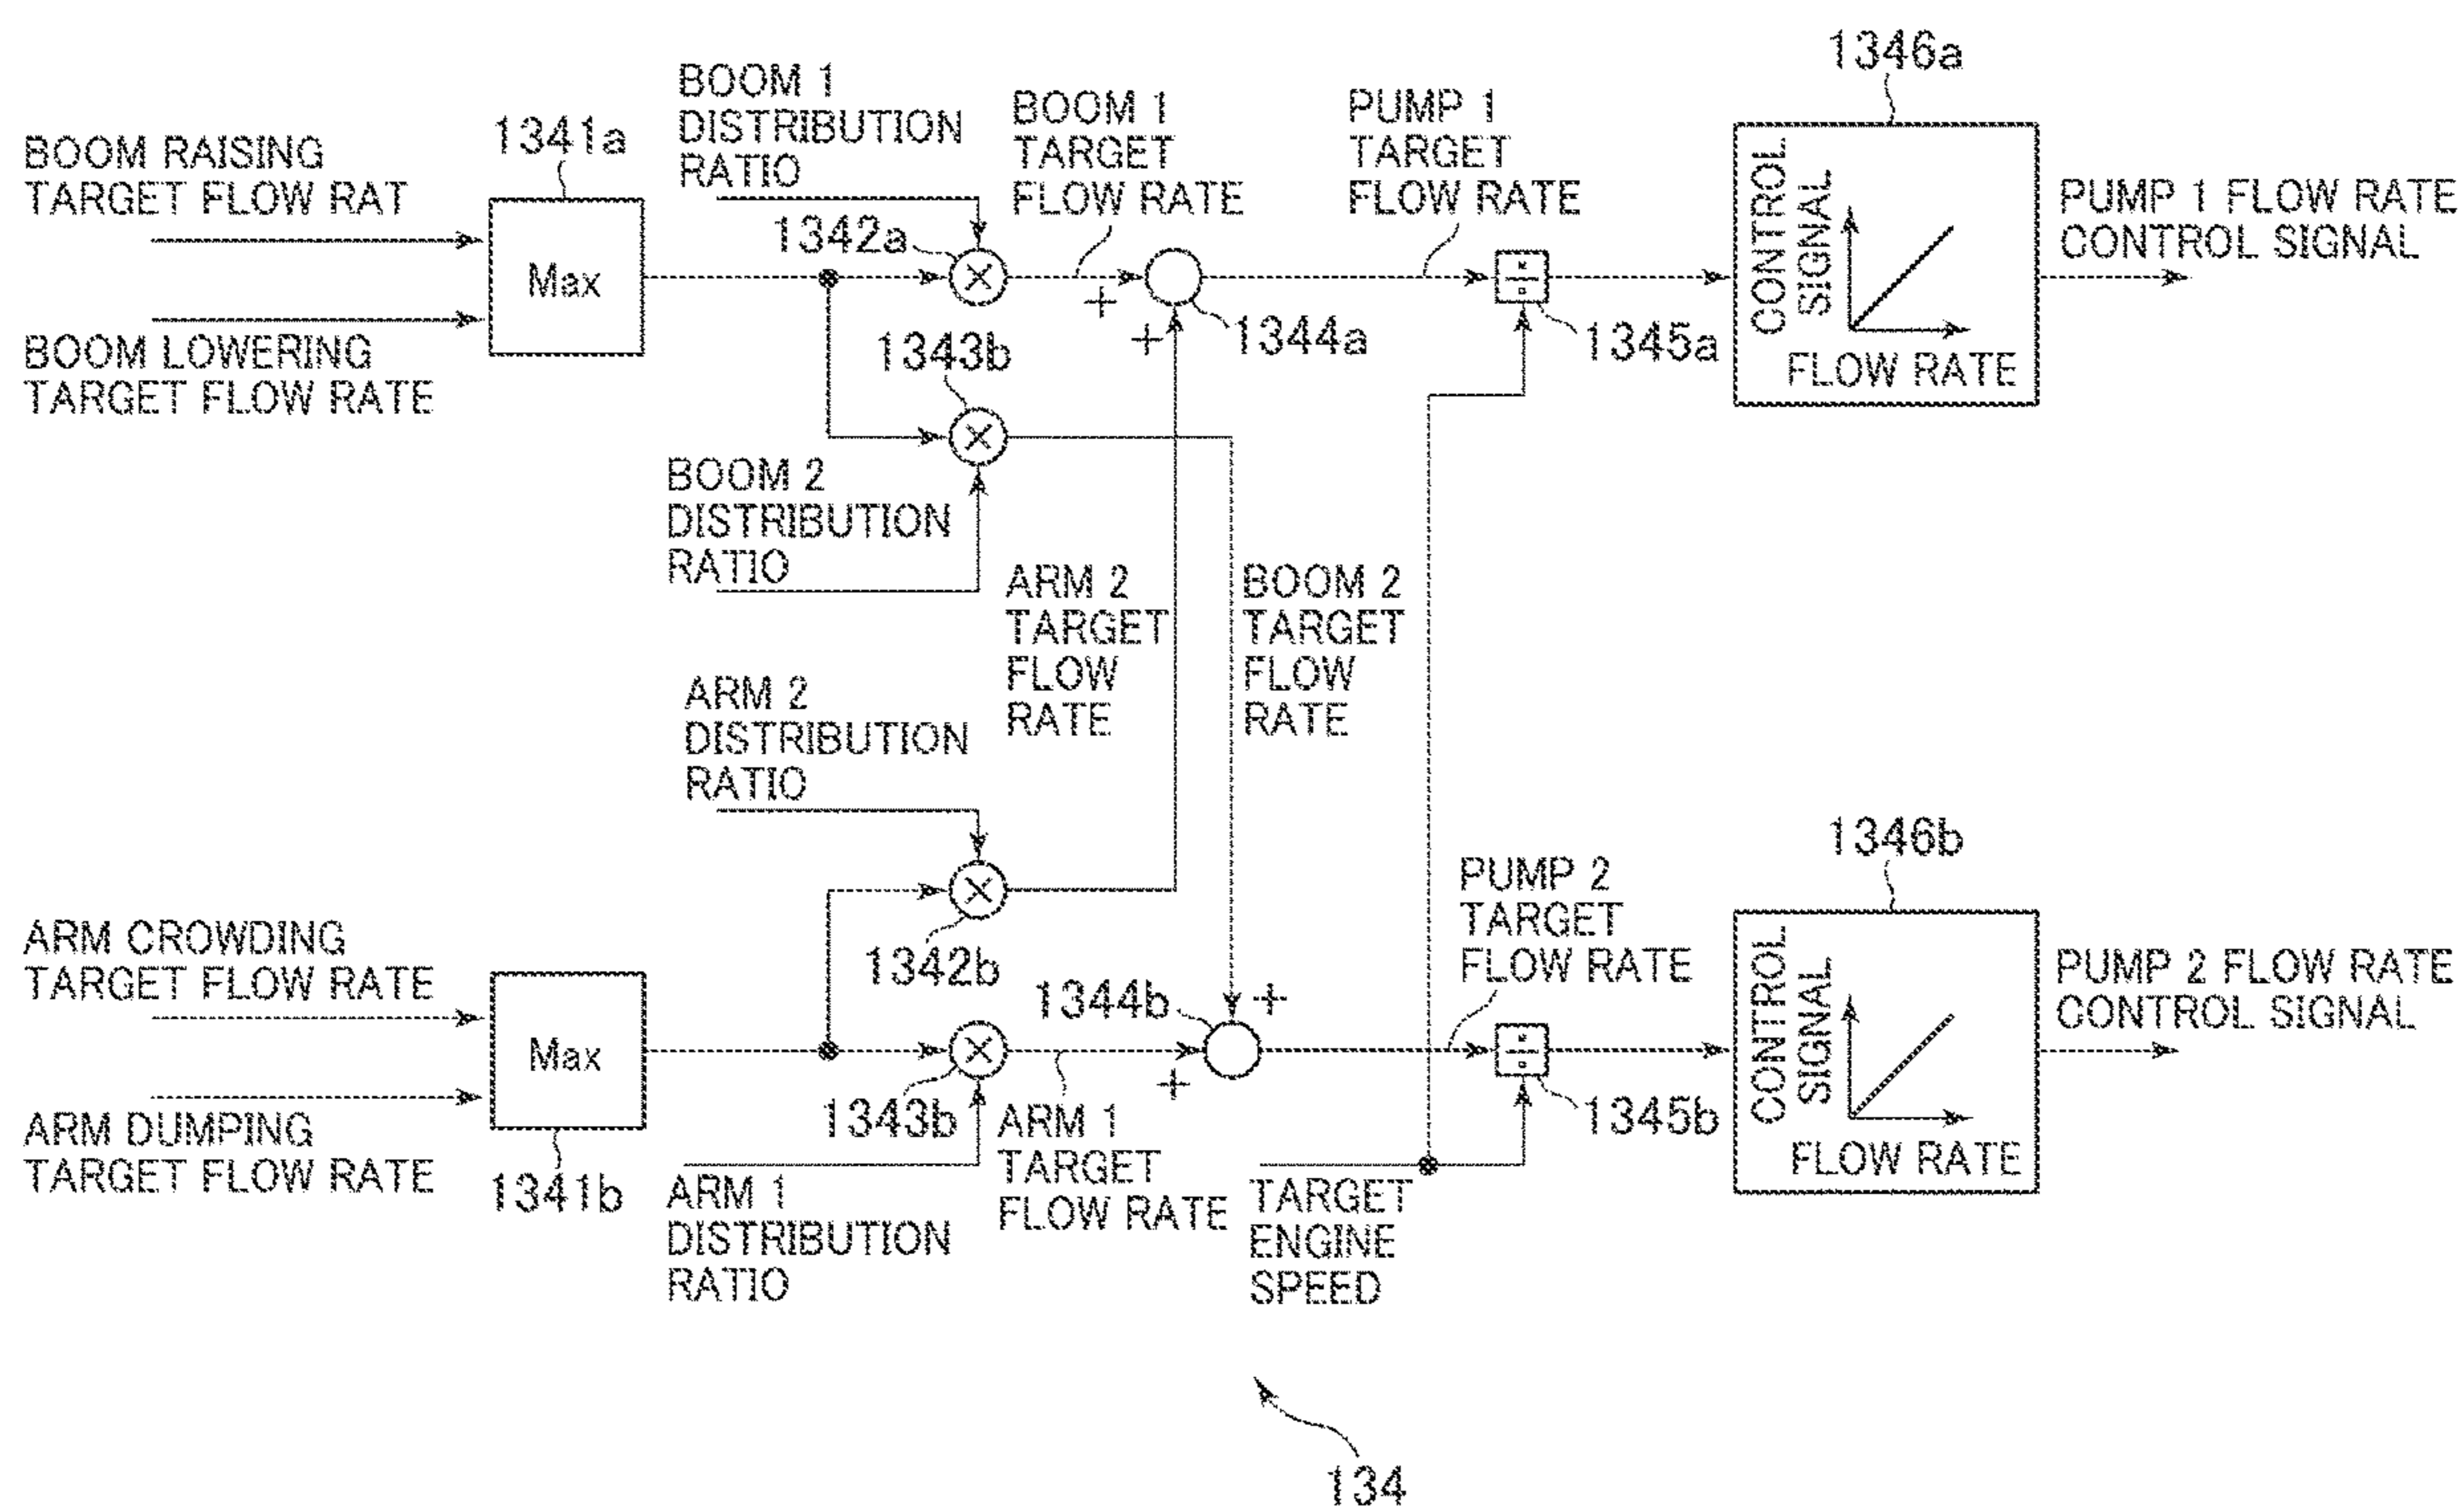 1346a
BOOM 1
DISTRIBUTION
RATIO
BOOM 1
TARGET
FLOW RATE
PUMP 1
TARGET
FLOW RATE
1341a
BOOM RAISING
TARGET FLOW RAT
CONTROL
SIGNAL
PUMP 1 FLOW RATE
CONTROL SIGNAL
1342a
×
Max
+
+
÷
1344a
1345a
FLOW RATE
BOOM LOWERING
TARGET FLOW RATE
1343b
×
BOOM 2
DISTRIBUTION
RATIO
ARM 2
TARGET
FLOW
RATE
BOOM 2
TARGET
FLOW
RATE
ARM 2
DISTRIBUTION
RATIO
×
1342b
1346b
PUMP 2
TARGET
FLOW RATE
ARM CROWDING
TARGET FLOW RATE
CONTROL
SIGNAL
PUMP 2 FLOW RATE
CONTROL SIGNAL
1344b
+
Max
×
+
÷
1343b
1345b
FLOW RATE
ARM DUMPING
TARGET FLOW RATE
1341b
ARM 1
TARGET
FLOW RATE
ARM 1
DISTRIBUTION
RATIO
TARGET
ENGINE
SPEED
134